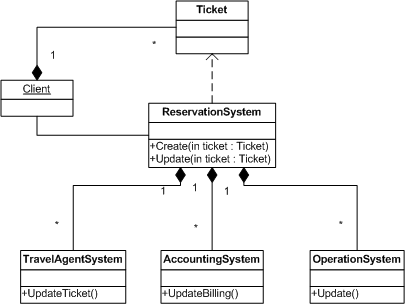 Ticket
*
1
Client
ReservationSystem
+Create(in ticket : Ticket)
+Update(in ticket : Ticket)
1
1
1
*
*
*
TravelAgentSystem
+UpdateTicket()
AccountingSystem
+UpdateBilling()
OperationSystem
+Update()